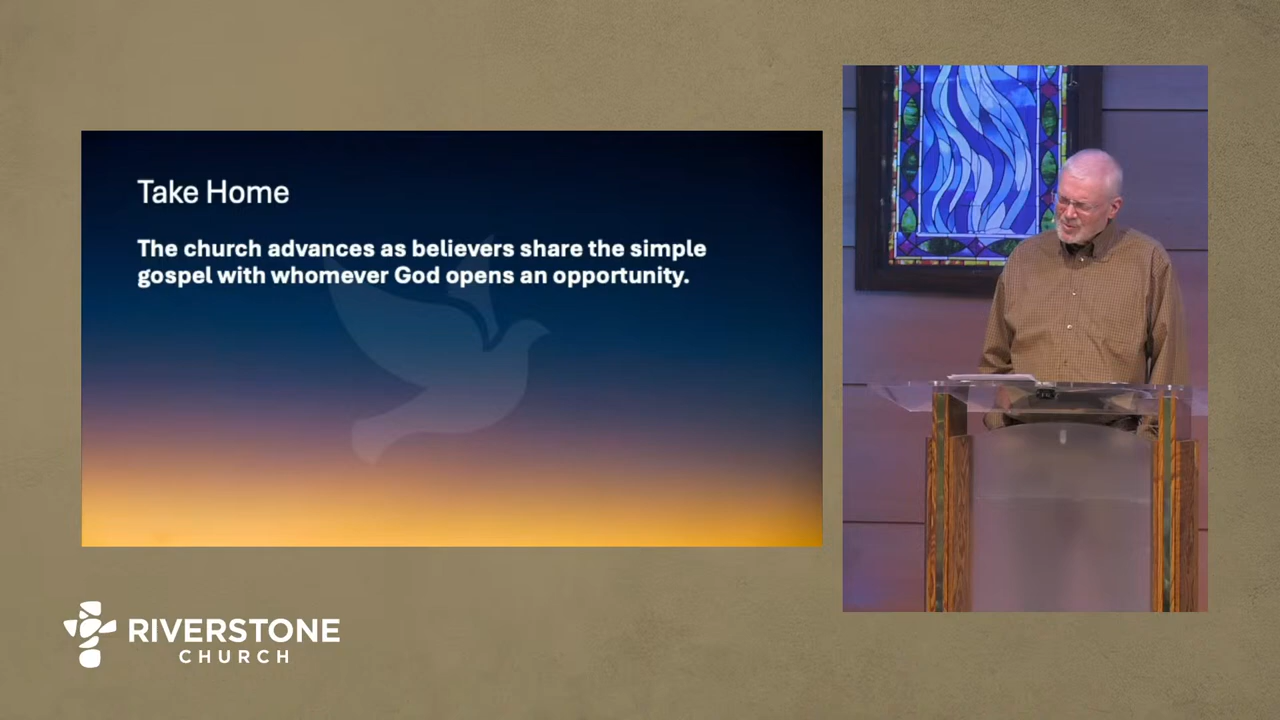 Take Home
The church advances as believers share the simple
gospel with whomever God opens an opportunity.
RIVERSTONE
CHURCH